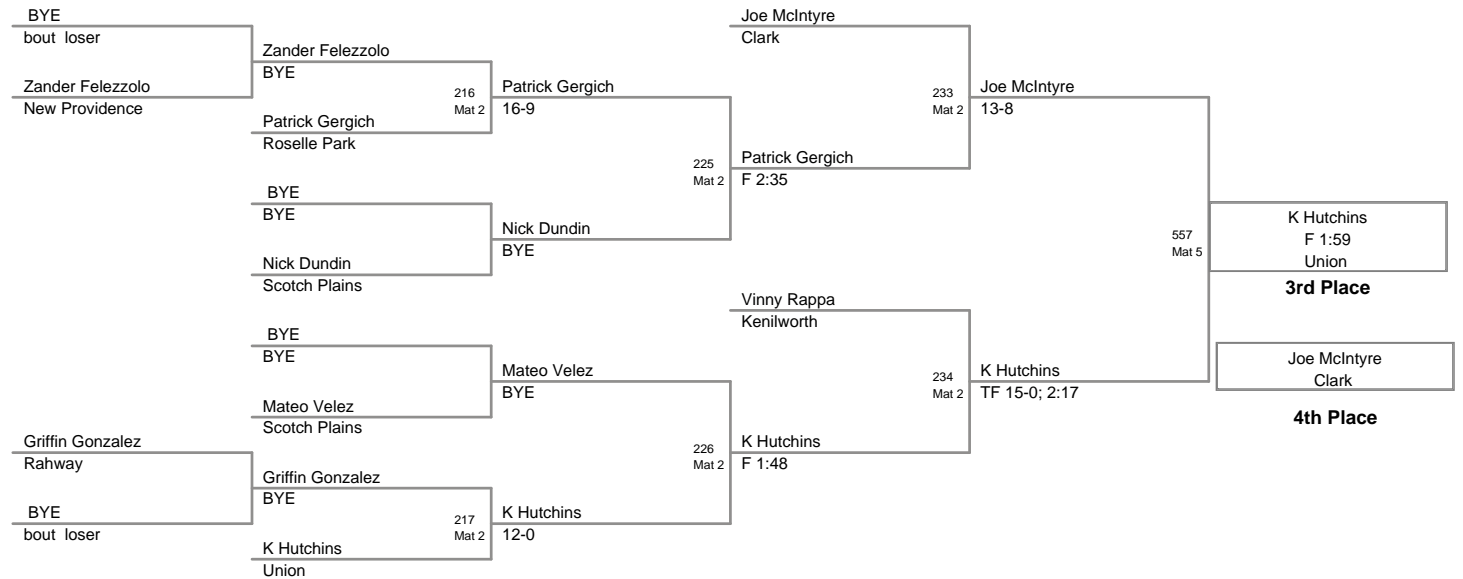 BYE
bout loser
Zander Felezzolo
New Providence
Griffin Gonzalez
Rahway
BYE
bout loser
Zander Felezzolo
BYE
216
Mat 2
Patrick Gergich
Roselle Park
BYE
BYE
Nick Dundin
Scotch Plains
BYE
BYE
Mateo Velez
Scotch Plains
Griffin Gonzalez
BYE
217
Mat 2
K Hutchins
Union
Patrick Gergich
16-9
225
Mat 2
Nick Dundin
BYE
Mateo Velez
BYE
226
Mat 2
K Hutchins
12-0
Joe McIntyre
Clark
233
Mat 2
Patrick Gergich
F 2:35
Vinny Rappa
Kenilworth
234
Mat 2
K Hutchins
F 1:48
Joe McIntyre
13-8
557
Mat 5
K Hutchins
TF 15-0; 2:17
K Hutchins
F 1:59
Union
3rd Place
Joe McIntyre
Clark
4th Place